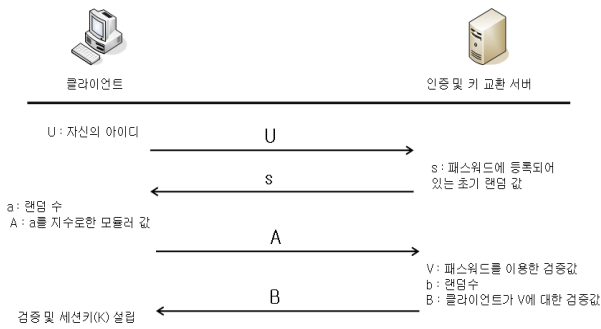 클라이언트
인증 및 키 교환 서버
U : 자신의 아이디
U
s : 패스워드에 등록되어
있는 초기 랜덤 값
s
a : 랜덤 수
A : a를 지수로한 모듈러 값
A
V : 패스워드를 이용한 검증값
b : 랜덤수
B : 클라이언트가 V에 대한 검증값
B
검증 및 세션키(K) 설립